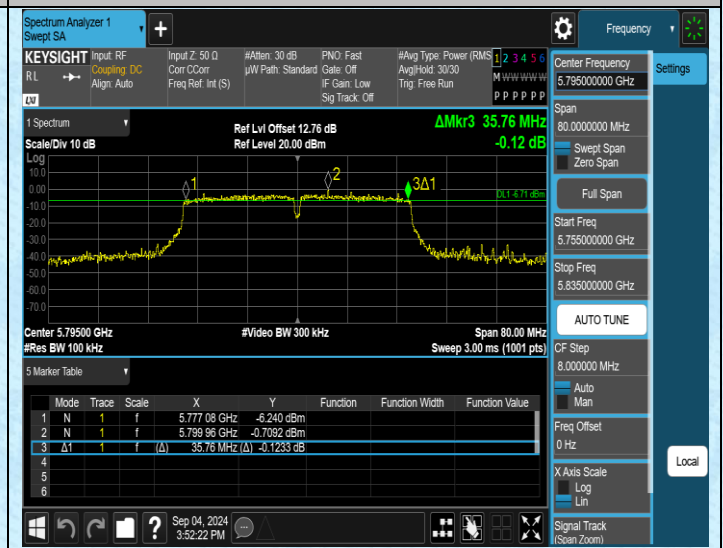 Spectrum Analyzer 1
Swept SA
Frequency
KEYSIGHT
Input: RF
Input Z: 50 Ω
#Atten: 30 dB
PNO: Fast
#Avg Type: Power (RMS
1 2 3 4 5 6
RL
Coupling: DC
Corr CCorr
µW Path: Standard
Gate: Off
Avg|Hold: 30/30
M W W W W W
Align: Auto
Freq Ref: Int (S)
IF Gain: Low
Trig: Free Run
Sig Track: Off
P P P P P P
LXI
1 Spectrum
Ref Lvl Offset 12.76 dB
ΔMkr3 35.76 MHz
Scale/Div 10 dB
Ref Level 20.00 dBm
-0.12 dB
Log
10.0
0.00
-10.0
-20.0
-30.0
-40.0
-50.0
-60.0
-70.0
1
2
3Δ1
DL1 -6.71 dBm
Center 5.79500 GHz
#Video BW 300 kHz
Span 80.00 MHz
#Res BW 100 kHz
Sweep 3.00 ms (1001 pts)
5 Marker Table
Mode Trace Scale X Y Function Function Width Function Value
1 N 1 f 5.777 08 GHz -6.240 dBm
2 N 1 f 5.799 96 GHz -0.7092 dBm
3 Δ1 1 f (Δ) 35.76 MHz (Δ) -0.1233 dB
4
5
6
Sep 04, 2024
3:52:22 PM
Center Frequency
5.795000000 GHz
Settings
Span
80.0000000 MHz
Swept Span
Zero Span
Full Span
Start Freq
5.755000000 GHz
Stop Freq
5.835000000 GHz
AUTO TUNE
CF Step
8.000000 MHz
Auto
Man
Freq Offset
0 Hz
Local
X Axis Scale
Log
Lin
Signal Track
(Span Zoom)